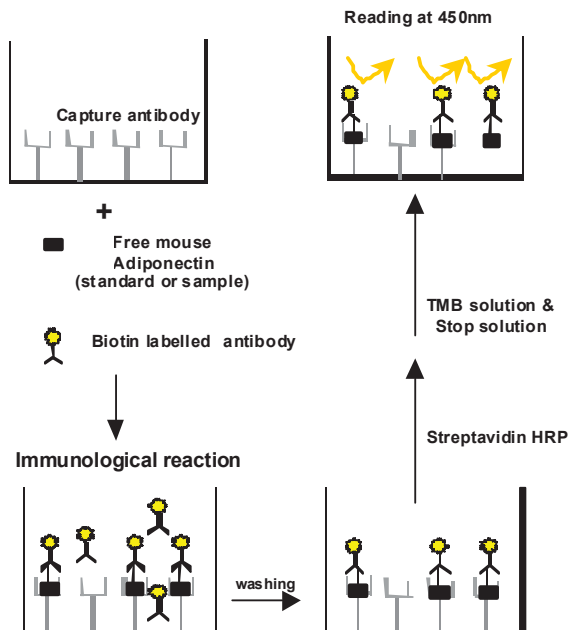 Capture antibody
+
Free mouse
Adiponectin
(standard or sample)
Biotin labelled antibody
Immunological reaction
washing
Streptavidin HRP
TMB solution &
Stop solution
Reading at 450nm